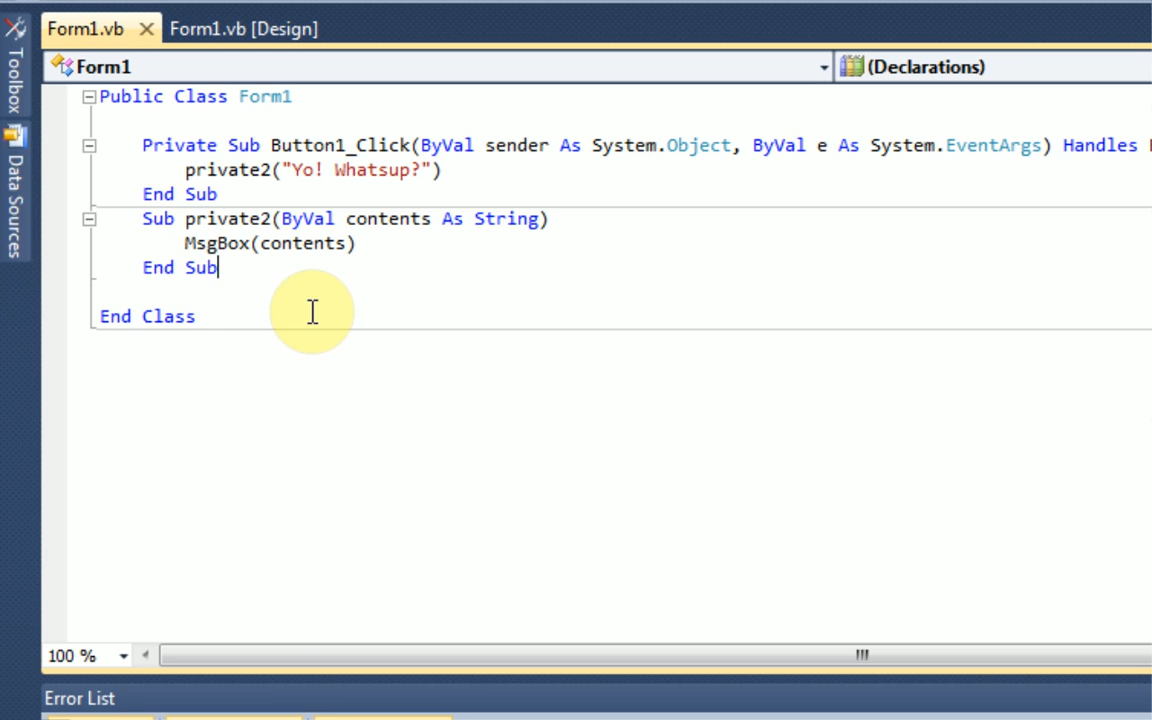 Form1.vb
Form1.vb [Design]
Toolbox
Data Sources
Form1
(Declarations)
Public Class Form1
Private Sub Button1_Click(ByVal sender As System.Object, ByVal e As System.EventArgs) Handles
private2("Yo! Whatsup?")
End Sub
Sub private2(ByVal contents As String)
MsgBox(contents)
End Sub
End Class
100 %
Error List